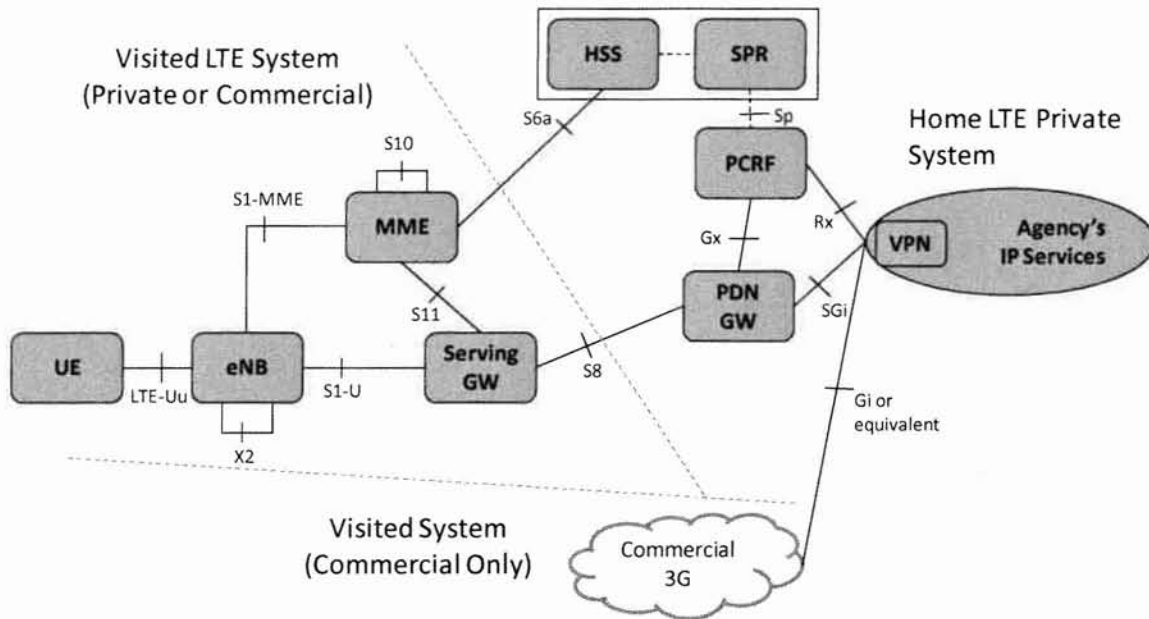 HSS
SPR
Visited LTE System
(Private or Commercial)
S6a
Sp
Home LTE Private
System
S10
PCRF
S1-MME
MME
Rx
Gx
VPN
Agency's
IP Services
S11
PDN
GW
SGi
UE
eNB
Serving
GW
LTE-Uu
S1-U
S8
Gi or
equivalent
X2
Visited System
(Commercial Only)
Commercial
3G